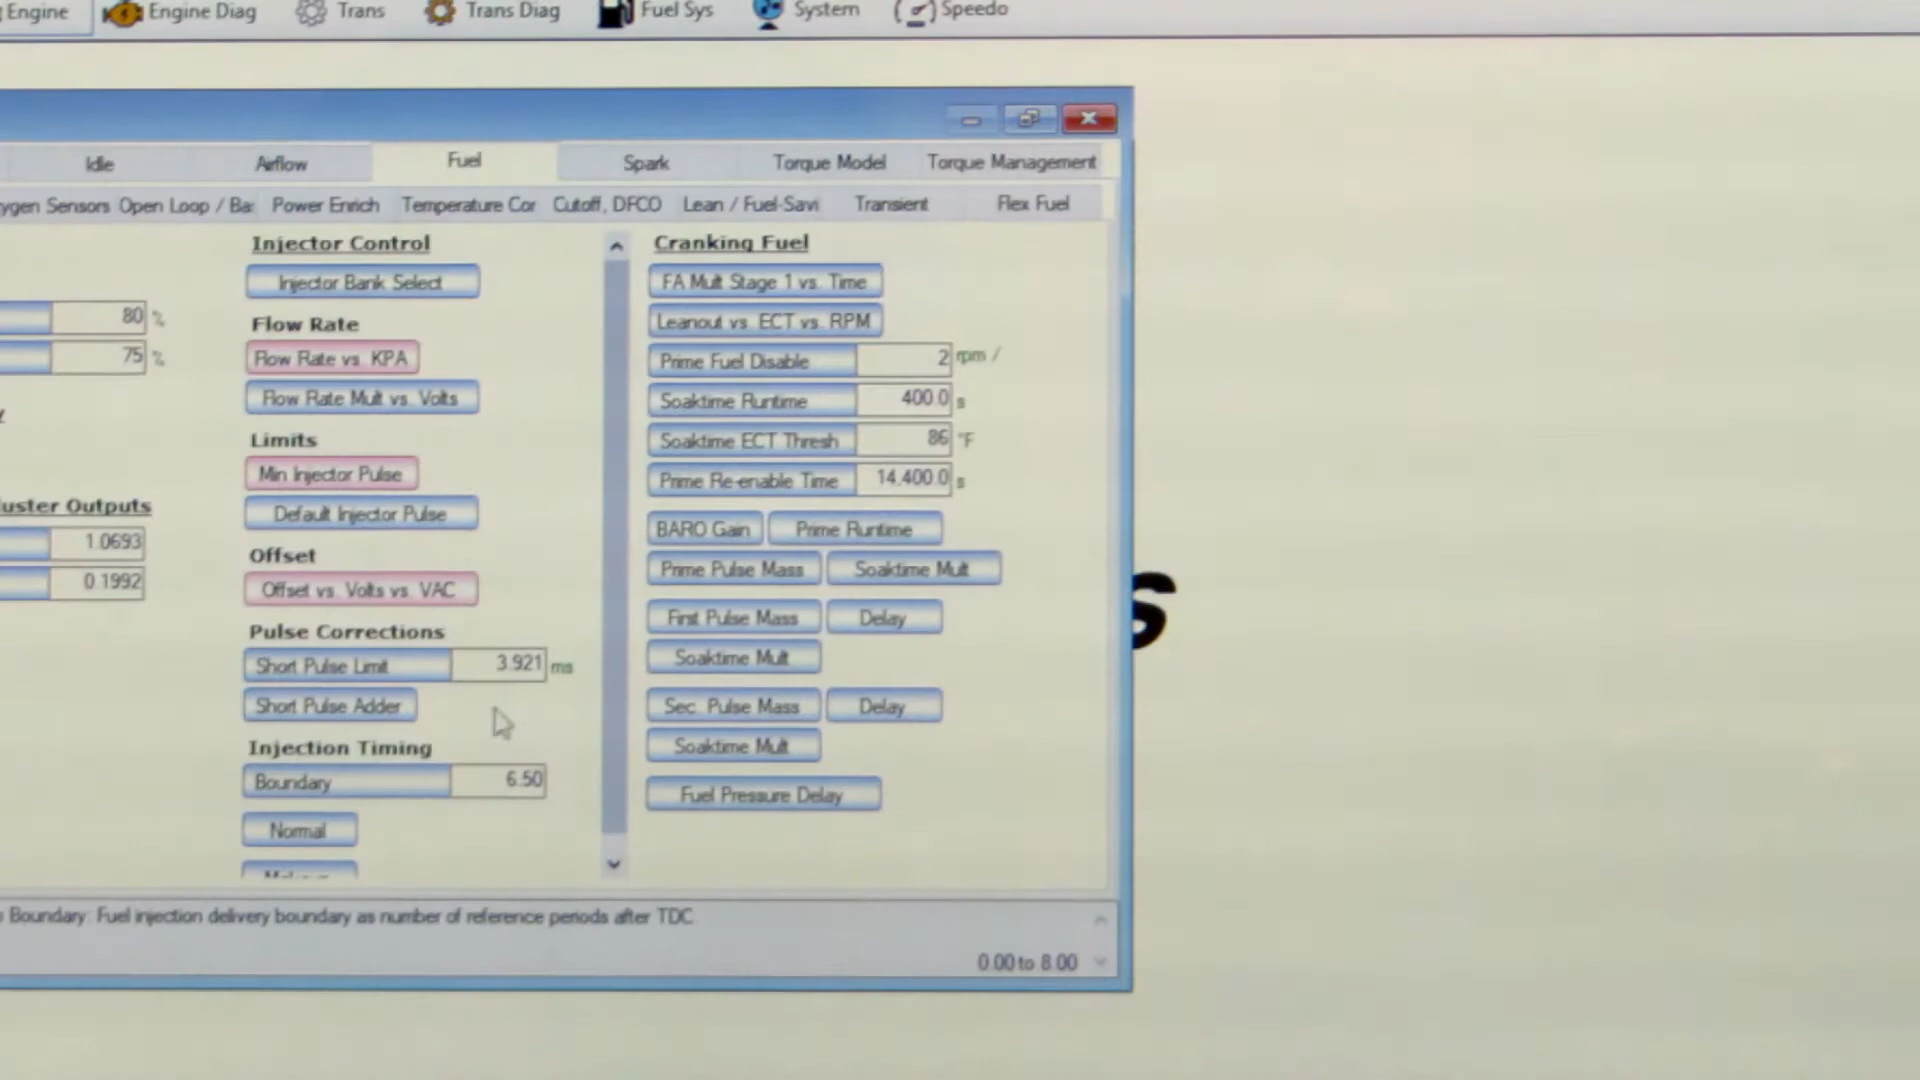 Engine Engine Diag Trans Trans Diag Fuel Sys System Speedo
Idle Airflow Fuel Spark Torque Model Torque Management
ygen Sensors Open Loop / Ba Power Enrich Temperature Cor Cutoff, DFCO Lean / Fuel-Savi Transient Flex Fuel
80 %
75 %
uster Outputs
1.0693
0.1992
Injector Control
Injector Bank Select
Flow Rate
Flow Rate vs. KPA
Flow Rate Mult vs. Volts
Limits
Min Injector Pulse
Default Injector Pulse
Offset
Offset vs. Volts vs. VAC
Pulse Corrections
Short Pulse Limit 3.921 ms
Short Pulse Adder
Injection Timing
Boundary 6.50
Normal
Cranking Fuel
FA Mult Stage 1 vs. Time
Leanout vs. ECT vs. RPM
Prime Fuel Disable 2 rpm /
Soaktime Runtime 400.0 s
Soaktime ECT Thresh 86 °F
Prime Re-enable Time 14,400.0 s
BARO Gain Prime Runtime
Prime Pulse Mass Soaktime Mult
First Pulse Mass Delay
Soaktime Mult
Sec. Pulse Mass Delay
Soaktime Mult
Fuel Pressure Delay
s
Boundary: Fuel injection delivery boundary as number of reference periods after TDC
0.00 to 8.00